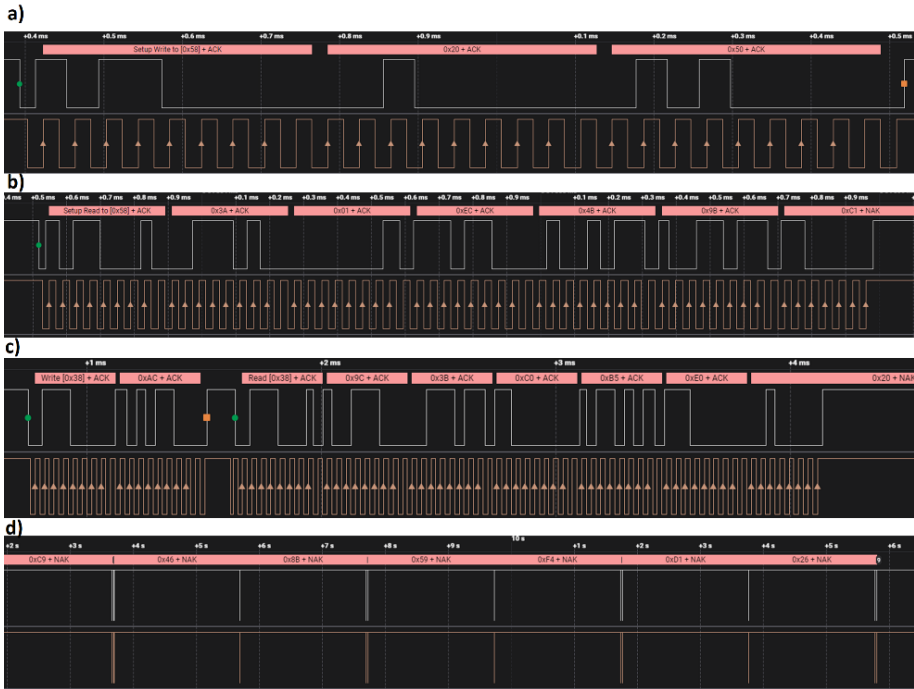 a)
+0.4 ms +0.5 ms +0.6 ms +0.7 ms +0.8 ms +0.9 ms +0.1 ms +0.2 ms +0.3 ms +0.4 ms +0.5 m
Setup Write to [0x58] + ACK 0x20 + ACK 0x50 + ACK
b)
.4 ms +0.5 ms +0.6 ms +0.7 ms +0.8 ms +0.9 ms +0.1 ms +0.2 ms +0.3 ms +0.4 ms +0.5 ms +0.6 ms +0.7 ms +0.8 ms +0.9 ms +0.1 ms +0.2 ms +0.3 ms +0.4 ms +0.5 ms +0.6 ms +0.7 ms +0.8 ms +0.9 ms
Setup Read to [0x58] + ACK 0x3A + ACK 0x01 + ACK 0xEC + ACK 0x4B + ACK 0x9B + ACK 0xC1 + NAK
c)
+1 ms +2 ms +3 ms +4 ms
Write [0x38] + ACK 0xAC + ACK Read [0x38] + ACK 0x9C + ACK 0x3B + ACK 0xC0 + ACK 0xB5 + ACK 0xE0 + ACK 0x20 + NAK
d)
+2 s +3 s +4 s +5 s +6 s +7 s +8 s +9 s 10 s +1 s +2 s +3 s +4 s +5 s +6 s
0xC9 + NAK 0x46 + NAK 0x8B + NAK 0x59 + NAK 0xF4 + NAK 0xD1 + NAK 0x26 + NAK